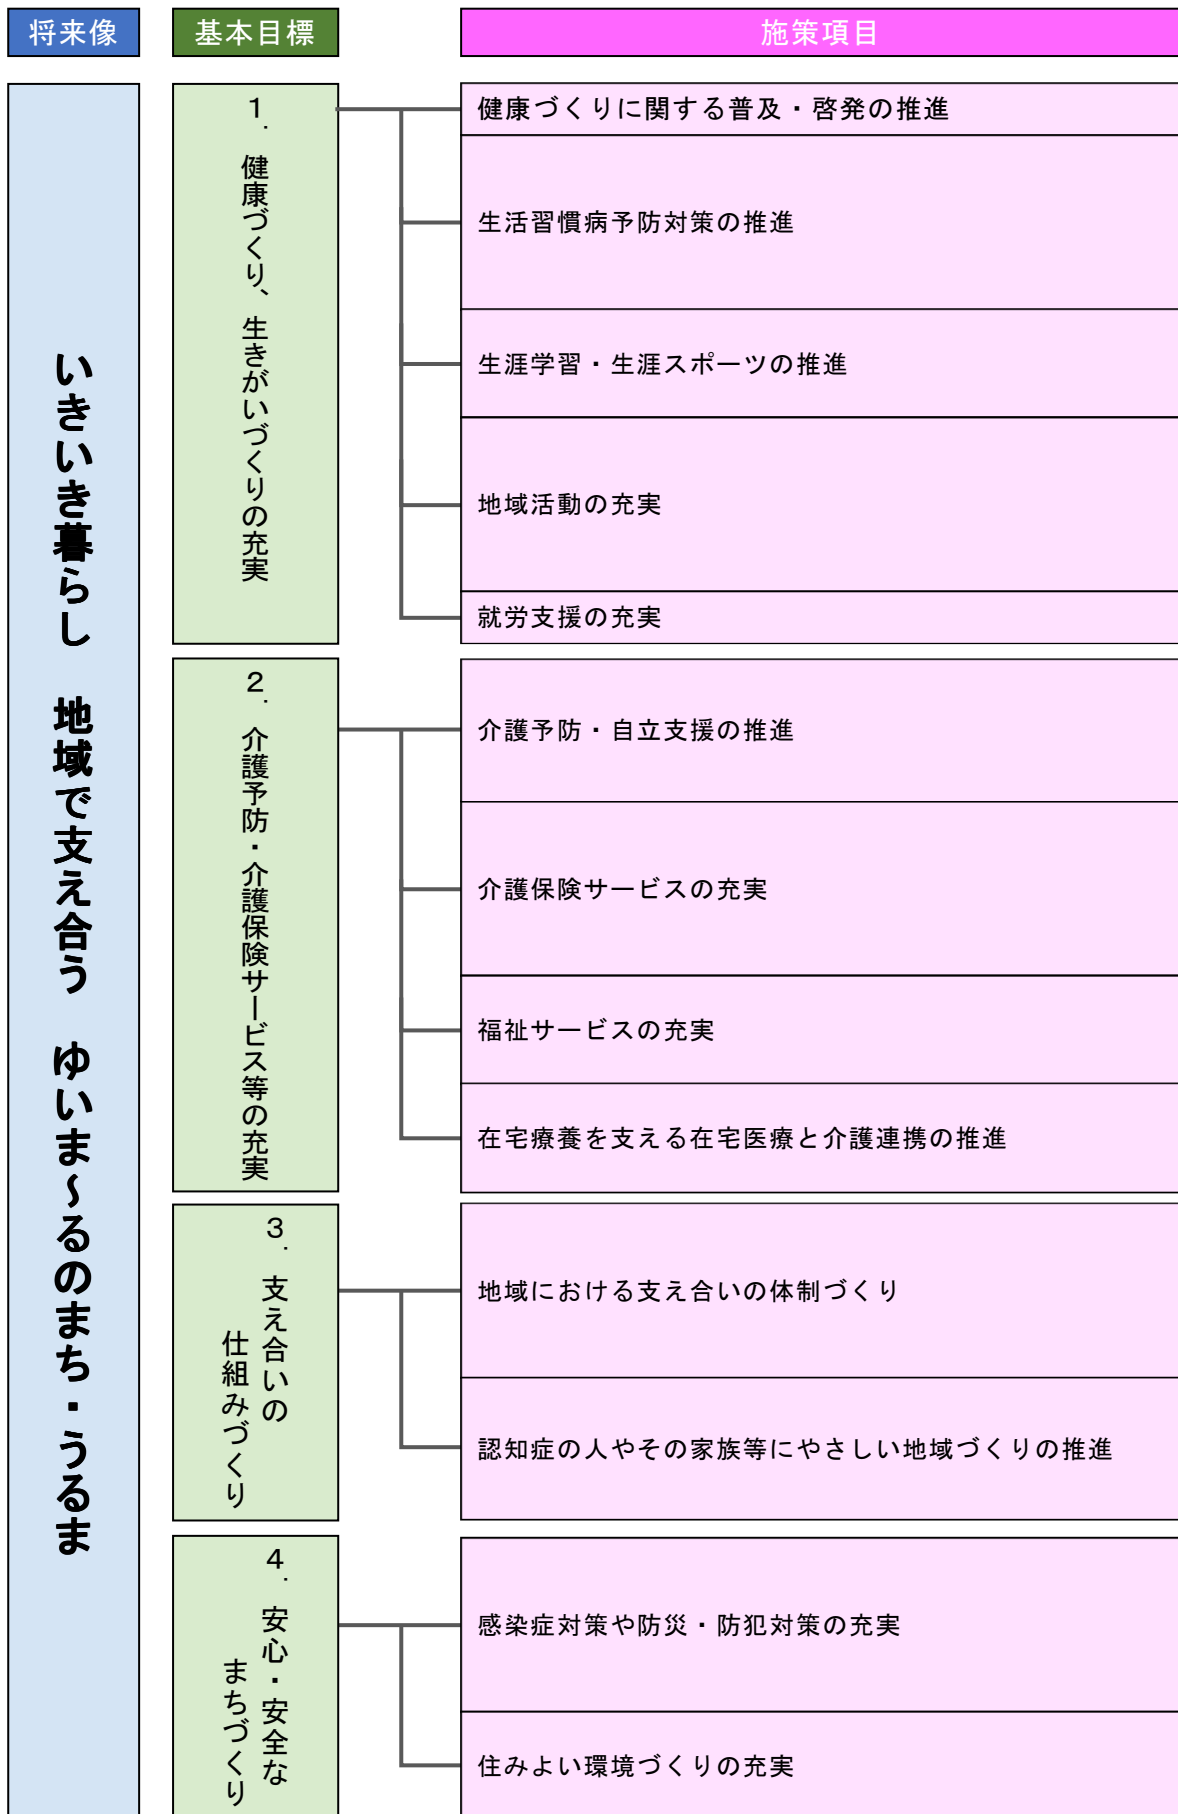 将来像
基本目標
施策項目
いきいき暮らし　地域で支え合う　ゆいま～るのまち・うるま
１．健康づくり、生きがいづくりの充実
健康づくりに関する普及・啓発の推進
生活習慣病予防対策の推進
生涯学習・生涯スポーツの推進
地域活動の充実
就労支援の充実
２．介護予防・介護保険サービス等の充実
介護予防・自立支援の推進
介護保険サービスの充実
福祉サービスの充実
在宅療養を支える在宅医療と介護連携の推進
３．支え合いの
仕組みづくり
地域における支え合いの体制づくり
認知症の人やその家族等にやさしい地域づくりの推進
４．安心・安全な
まちづくり
感染症対策や防災・防犯対策の充実
住みよい環境づくりの充実